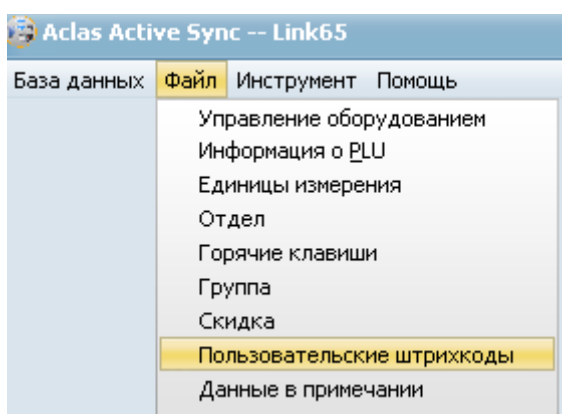 Aclas Active Sync -- Link65
База данных Файл Инструмент Помощь
Управление оборудованием
Информация о PLU
Единицы измерения
Отдел
Горячие клавиши
Группа
Скидка
Пользовательские штрихкоды
Данные в примечании